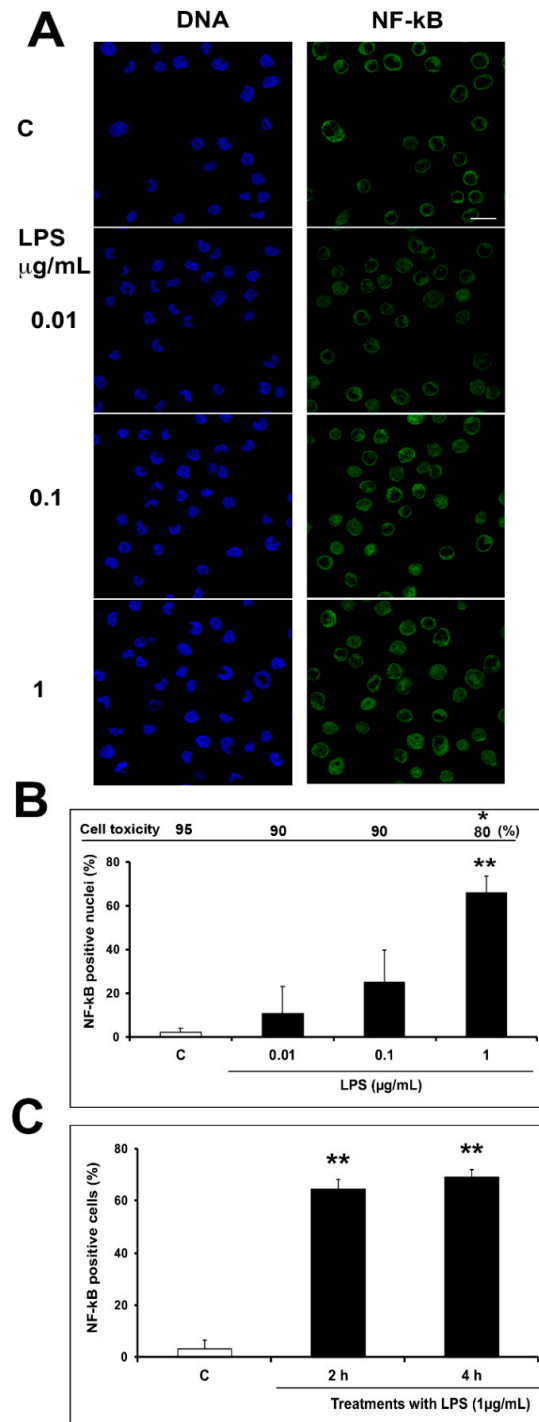 A
DNA NF-kB
C
LPS
µg/mL
0.01
0.1
1
B
*
Cell toxicity 95 90 90 80 (%)
**
NF-kB positive nuclei (%)
80
60
40
20
0
C 0.01 0.1 1
LPS (µg/mL)
C
NF-kB positive cells (%)
80
60
40
20
0
** **
C 2 h 4 h
Treatments with LPS (1µg/mL)